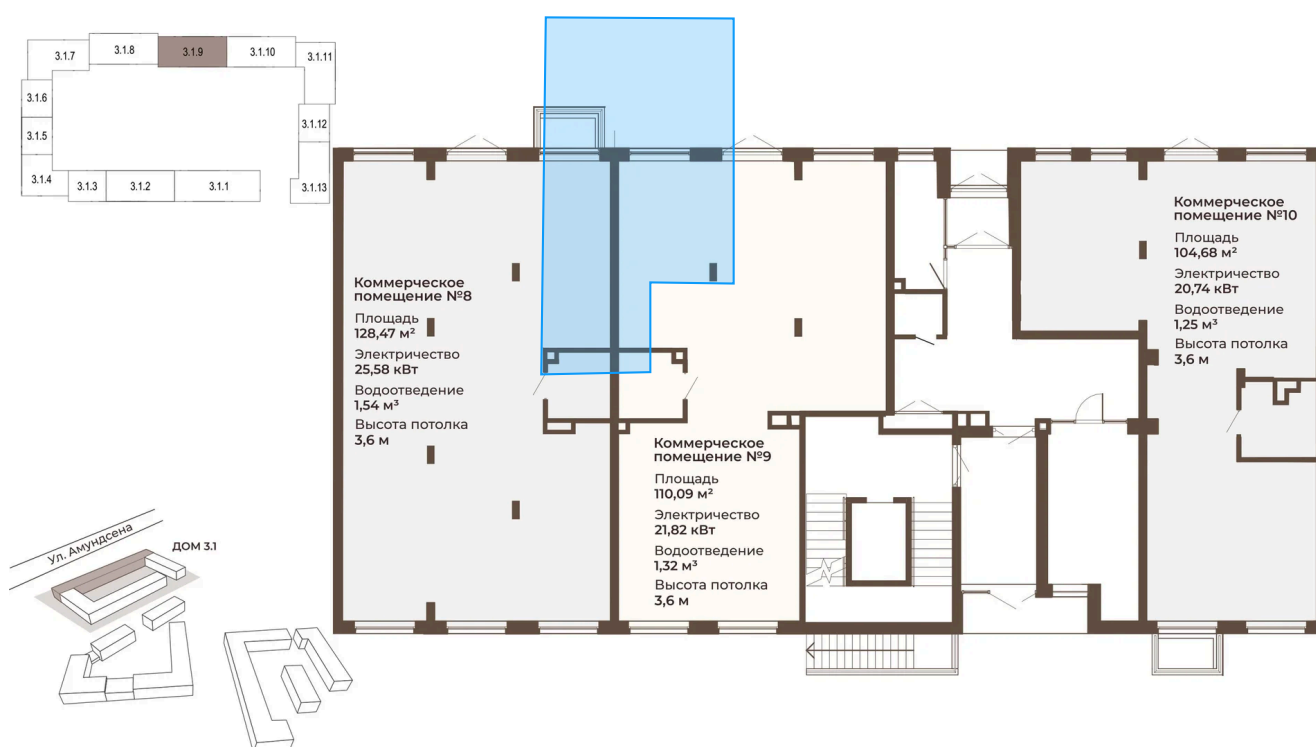 3.1.7
3.1.8
3.1.9
3.1.10
3.1.11
3.1.6
3.1.5
3.1.4
3.1.3
3.1.2
3.1.1
3.1.12
3.1.13
Коммерческое
помещение №8
Площадь
128,47 м²
Электричество
25,58 кВт
Водоотведение
1,54 м³
Высота потолка
3,6 м
Коммерческое
помещение №9
Площадь
110,09 м²
Электричество
21,82 кВт
Водоотведение
1,32 м³
Высота потолка
3,6 м
Коммерческое
помещение №10
Площадь
104,68 м²
Электричество
20,74 кВт
Водоотведение
1,25 м³
Высота потолка
3,6 м
Ул. Амундсена
ДОМ 3.1